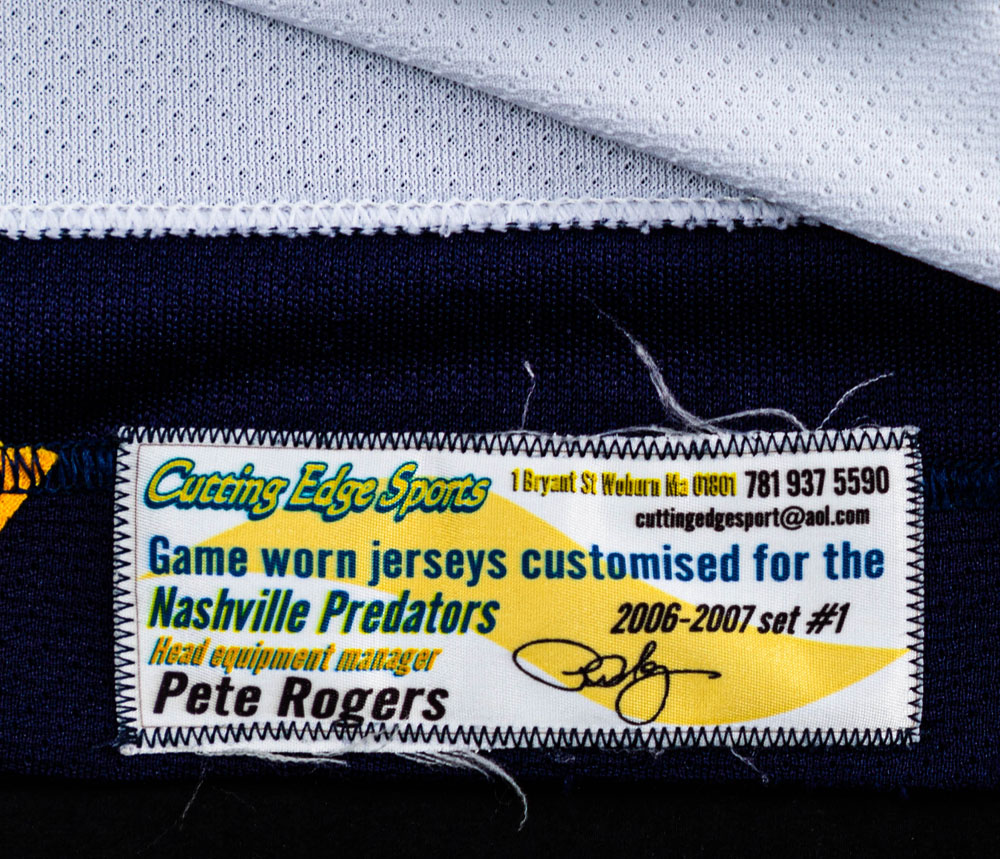 Cutting Edge Sports 1 Bryant St Woburn Ma 01801 781 937 5590
cuttingedgesport@aol.com
Game worn jerseys customised for the
Nashville Predators 2006-2007 set #1
Head equipment manager
Pete Rogers